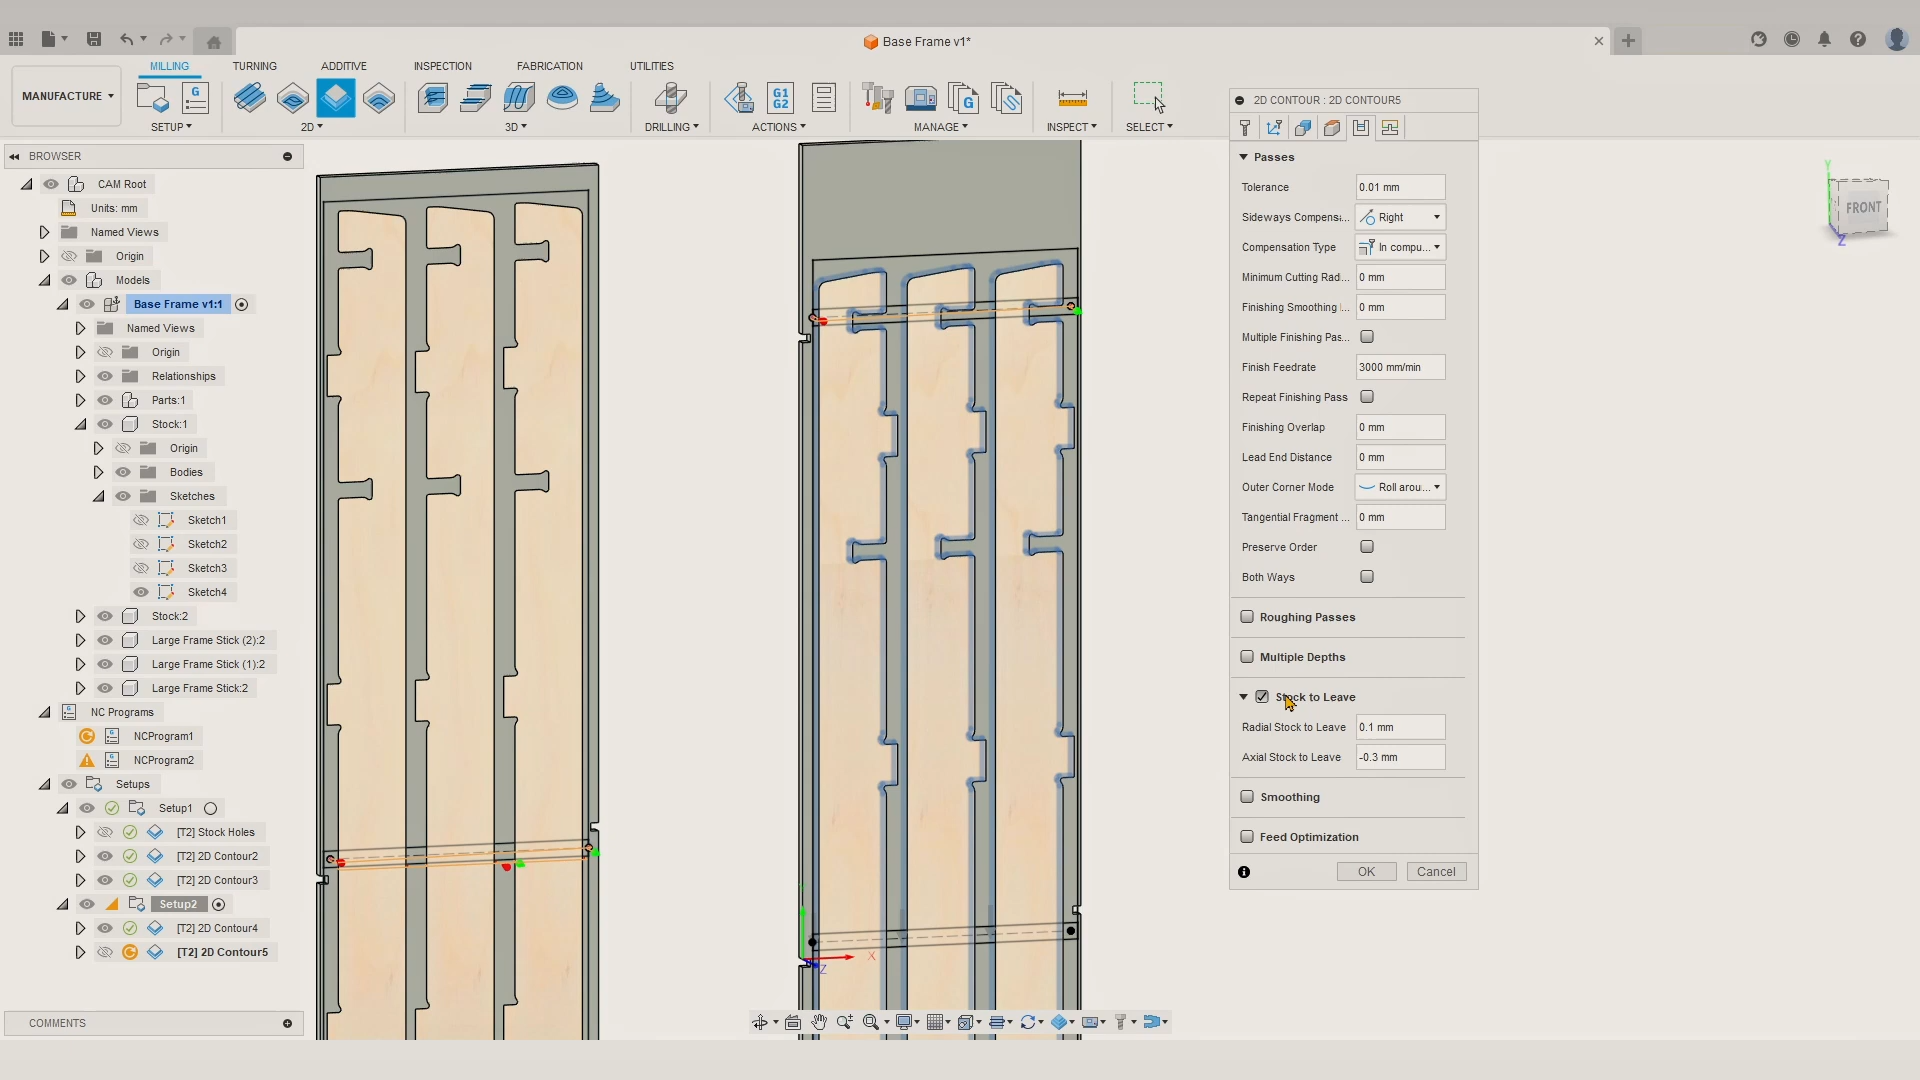 Base Frame v1*
MANUFACTURE
MILLING
TURNING
ADDITIVE
INSPECTION
FABRICATION
UTILITIES
G
G1
G2
G
SETUP
2D
3D
DRILLING
ACTIONS
MANAGE
INSPECT
SELECT
BROWSER
CAM Root
Units: mm
Named Views
Origin
Models
Base Frame v1:1
Named Views
Origin
Relationships
Parts:1
Stock:1
Origin
Bodies
Sketches
Sketch1
Sketch2
Sketch3
Sketch4
Stock:2
Large Frame Stick (2):2
Large Frame Stick (1):2
Large Frame Stick:2
NC Programs
NCProgram1
NCProgram2
Setups
Setup1
[T2] Stock Holes
[T2] 2D Contour2
[T2] 2D Contour3
Setup2
[T2] 2D Contour4
[T2] 2D Contour5
COMMENTS
X
Z
2D CONTOUR : 2D CONTOUR5
Passes
Tolerance 0.01 mm
Sideways Compens... Right
Compensation Type In compu...
Minimum Cutting Rad... 0 mm
Finishing Smoothing ... 0 mm
Multiple Finishing Pas...
Finish Feedrate 3000 mm/min
Repeat Finishing Pass
Finishing Overlap 0 mm
Lead End Distance 0 mm
Outer Corner Mode Roll arou...
Tangential Fragment ... 0 mm
Preserve Order
Both Ways
Roughing Passes
Multiple Depths
Stock to Leave
Radial Stock to Leave 0.1 mm
Axial Stock to Leave -0.3 mm
Smoothing
Feed Optimization
OK
Cancel
Y
FRONT
Z